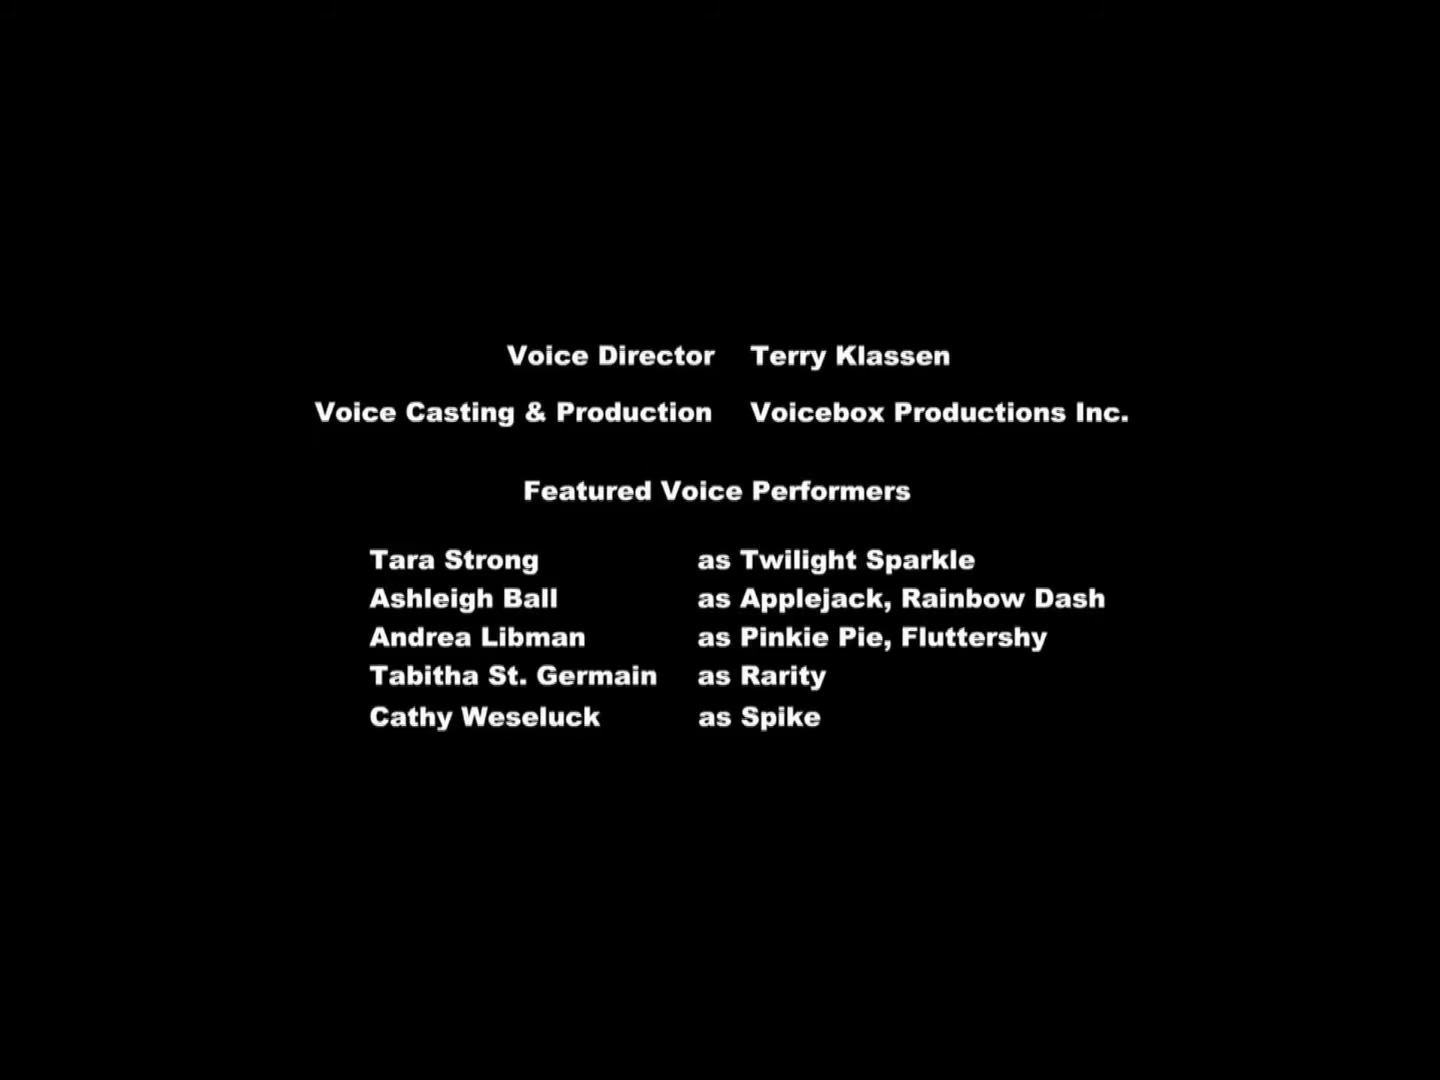 Voice Director Terry Klassen
Voice Casting & Production Voicebox Productions Inc.
Featured Voice Performers
Tara Strong as Twilight Sparkle
Ashleigh Ball as Applejack, Rainbow Dash
Andrea Libman as Pinkie Pie, Fluttershy
Tabitha St. Germain as Rarity
Cathy Weseluck as Spike